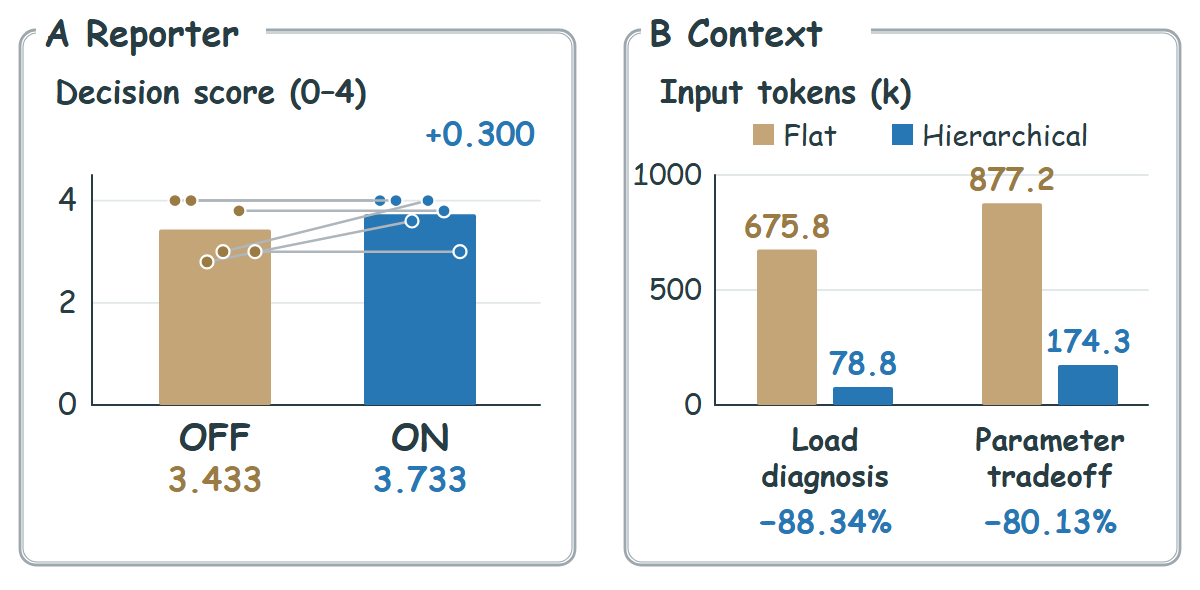 A Reporter
Decision score (0–4)
+0.300
4
2
0
OFF
ON
3.433
3.733
B Context
Input tokens (k)
Flat
Hierarchical
1000
500
0
675.8
78.8
877.2
174.3
Load
diagnosis
−88.34%
Parameter
tradeoff
−80.13%